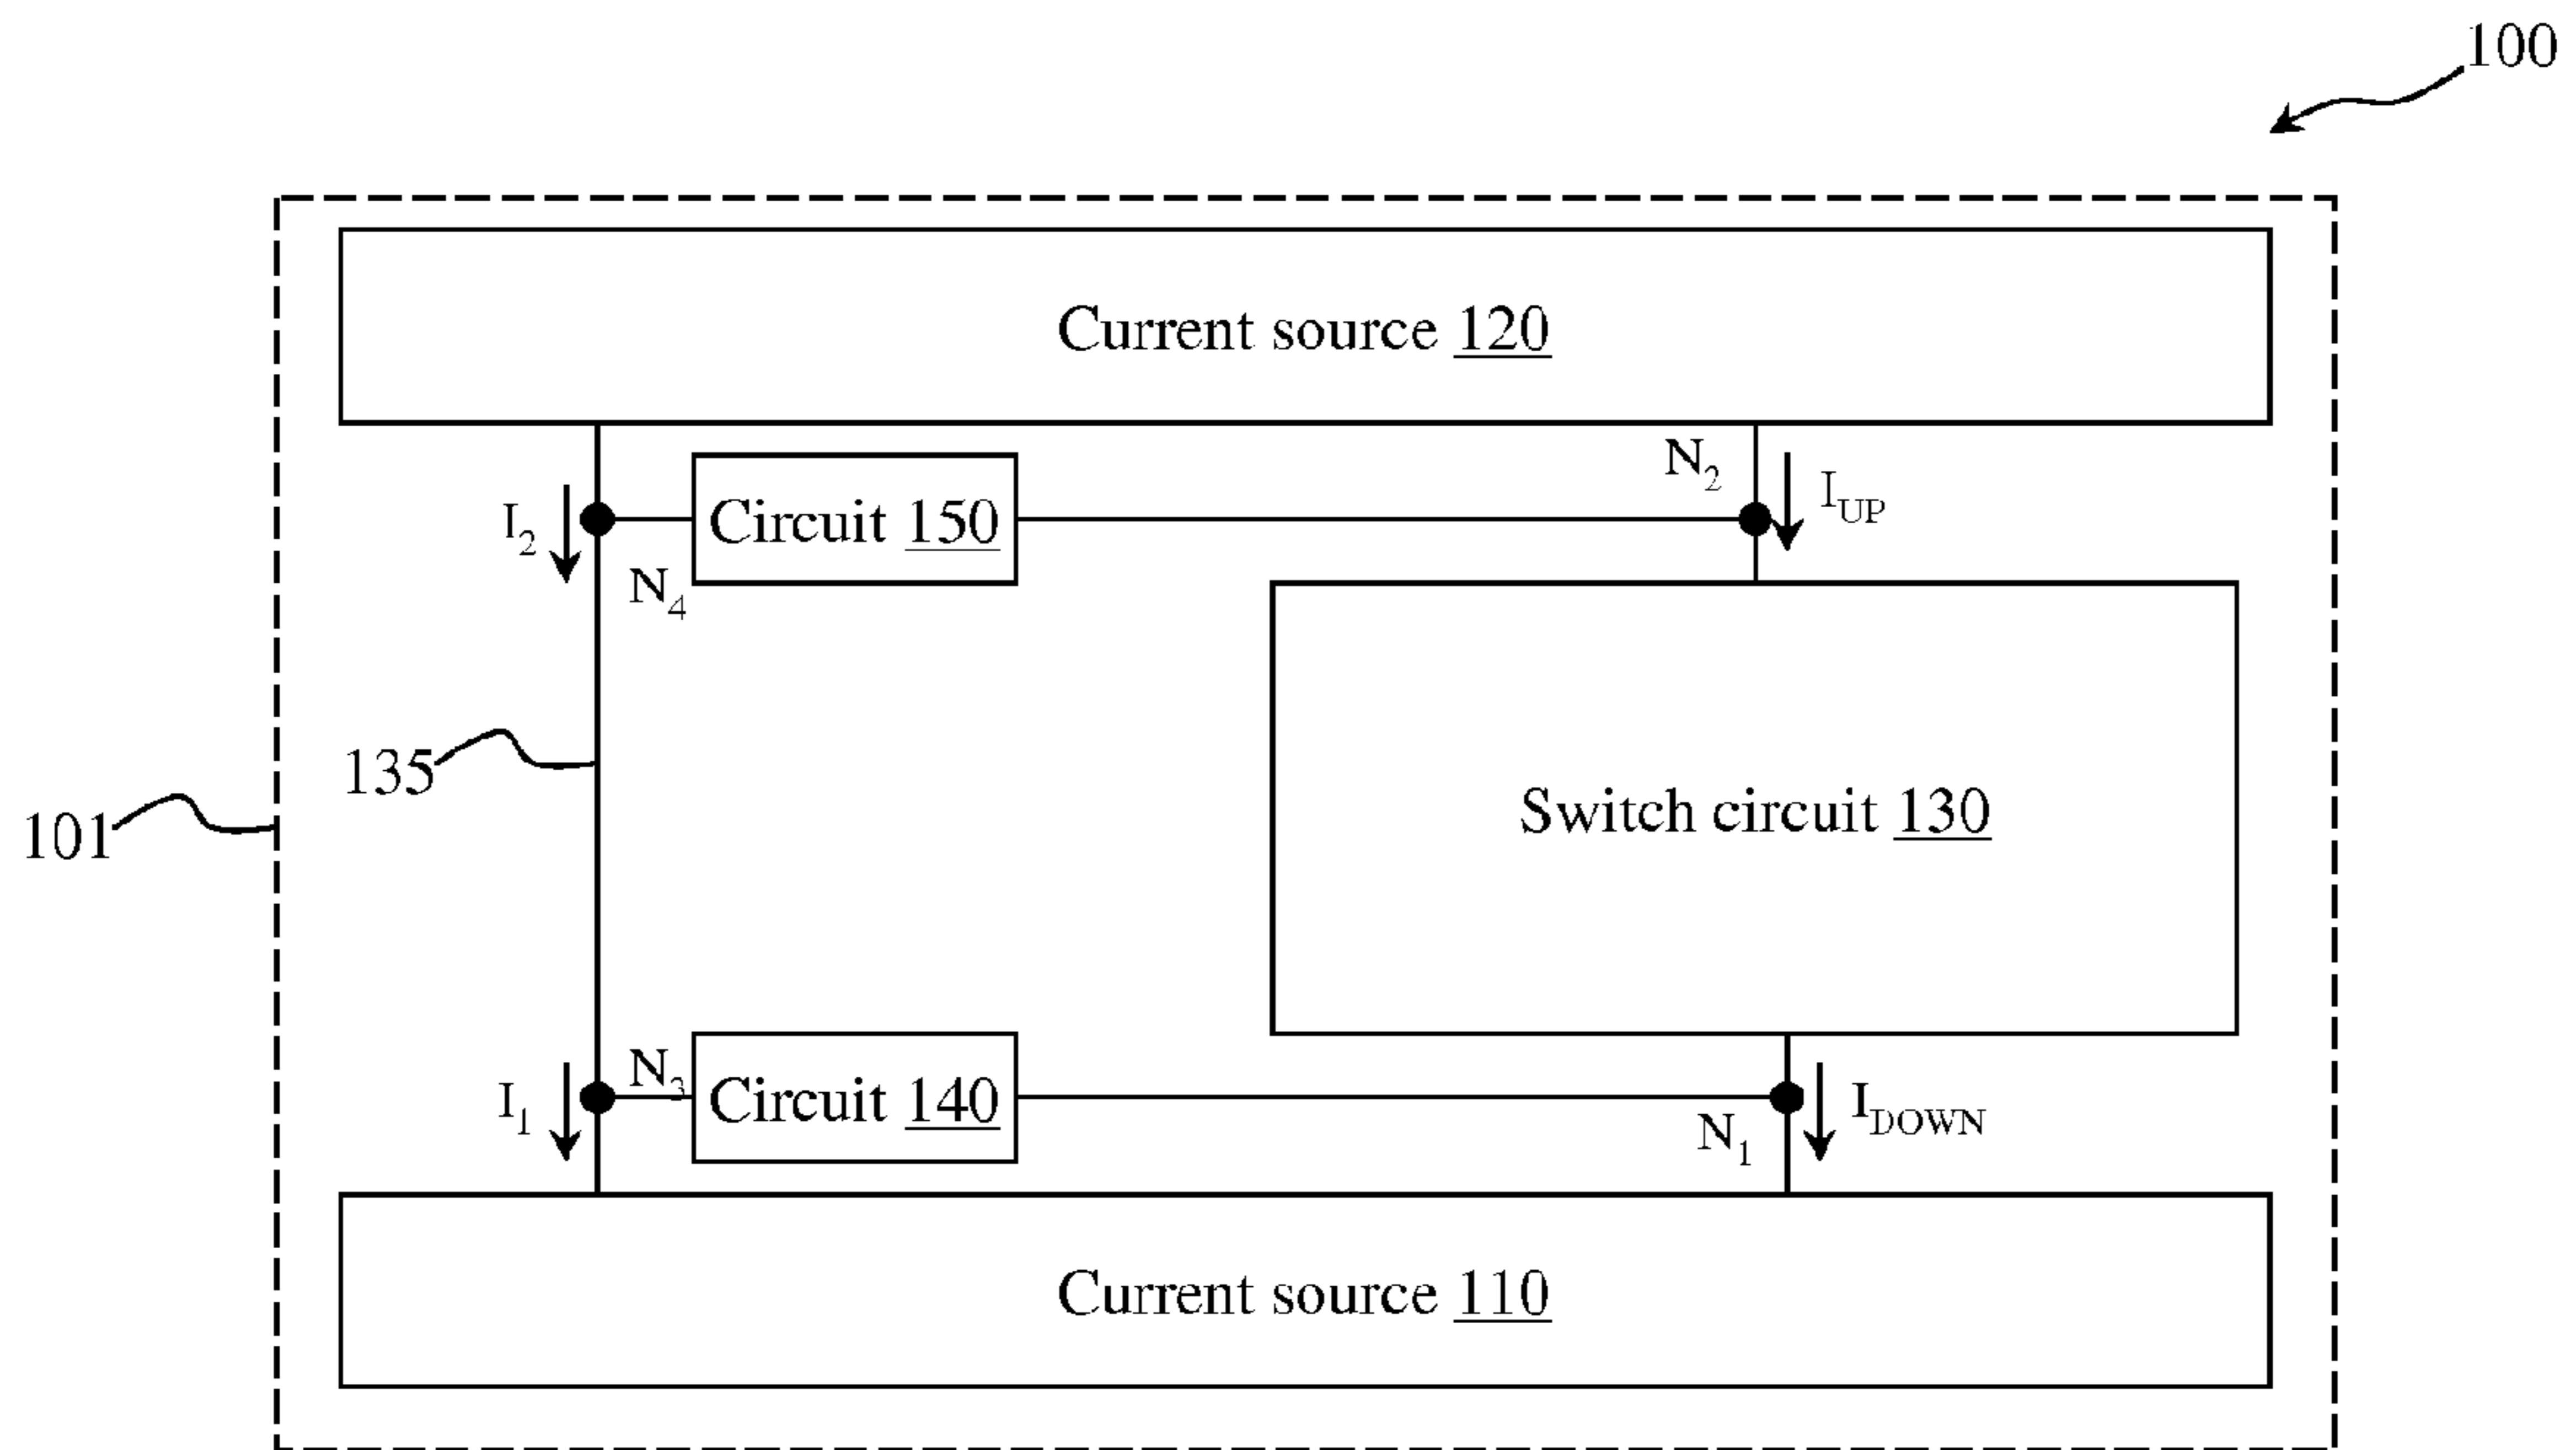 100
Current source 120
N2
IUP
I2
Circuit 150
N4
135
101
Switch circuit 130
N3
I1
Circuit 140
N1
IDOWN
Current source 110